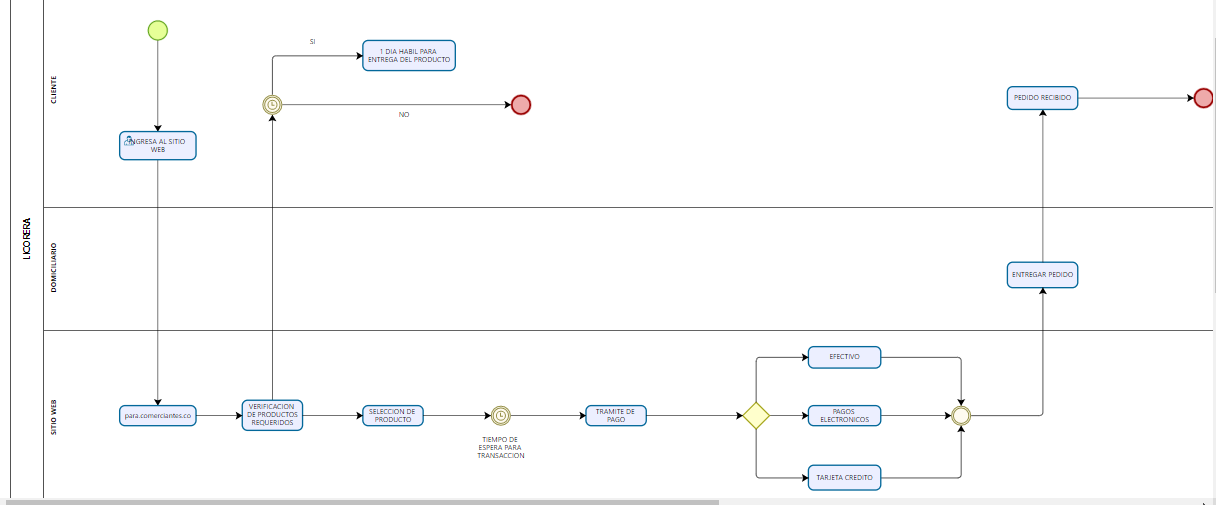 LICORERA
CLIENTE
SI
1 DIA HABIL PARA
ENTREGA DEL PRODUCTO
NO
INGRESA AL SITIO
WEB
PEDIDO RECIBIDO
DOMICILIARIO
ENTREGAR PEDIDO
SITIO WEB
para.comerciantes.co
VERIFICACION
DE PRODUCTOS
REQUERIDOS
SELECCION DE
PRODUCTO
TIEMPO DE
ESPERA PARA
TRANSACCION
TRAMITE DE
PAGO
EFECTIVO
PAGOS
ELECTRONICOS
TARJETA CREDITO